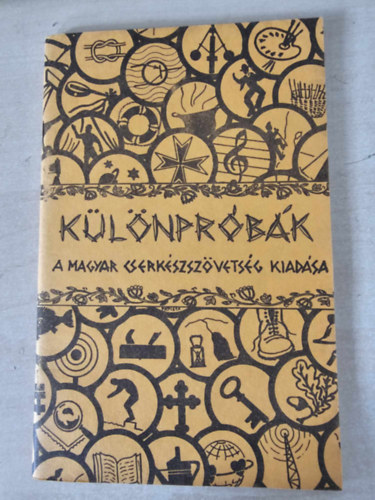 KÜLÖNPRÓBÁK
A MAGYAR CSERKÉSZSZÖVETSÉG KIADÁSA